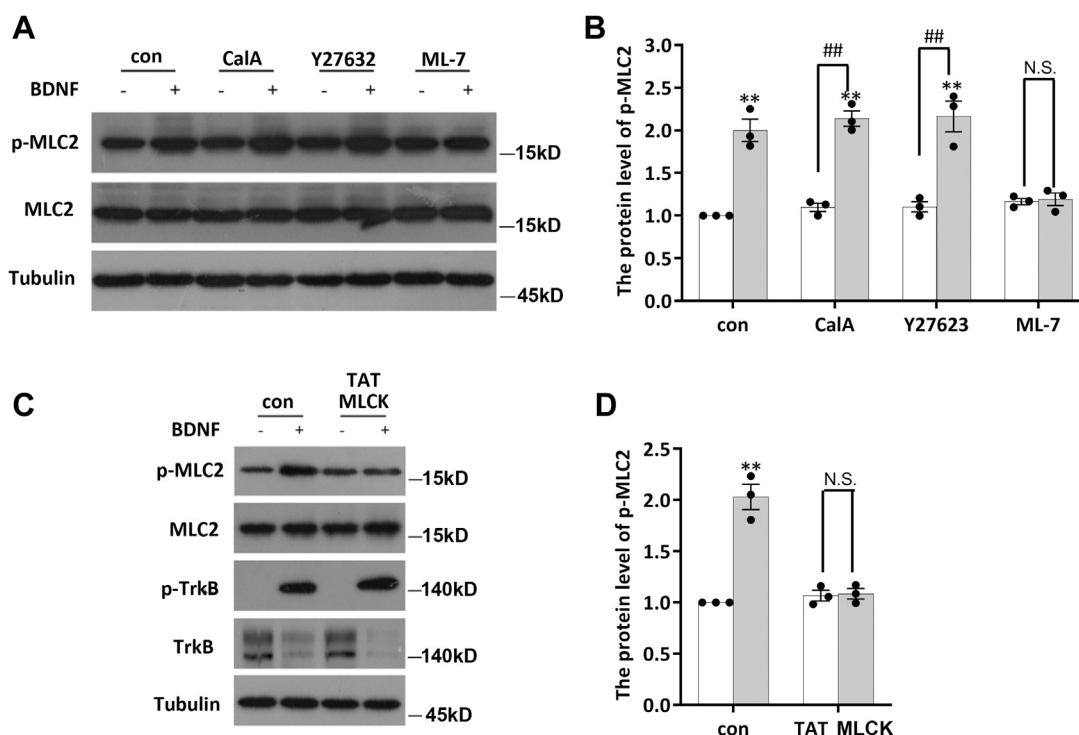 A
con CalA Y27632 ML-7
BDNF - + - + - + - +
p-MLC2 —15kD
MLC2 —15kD
Tubulin —45kD
B
The protein level of p-MLC2
3.0
2.5
2.0
1.5
1.0
0.5
0.0
** ## ** ## ** N.S.
con CalA Y27623 ML-7
C
TAT
con MLCK
BDNF - + - +
p-MLC2 —15kD
MLC2 —15kD
p-TrkB —140kD
TrkB —140kD
Tubulin —45kD
D
The protein level of p-MLC2
2.5
2.0
1.5
1.0
0.5
0.0
** N.S.
con TAT MLCK